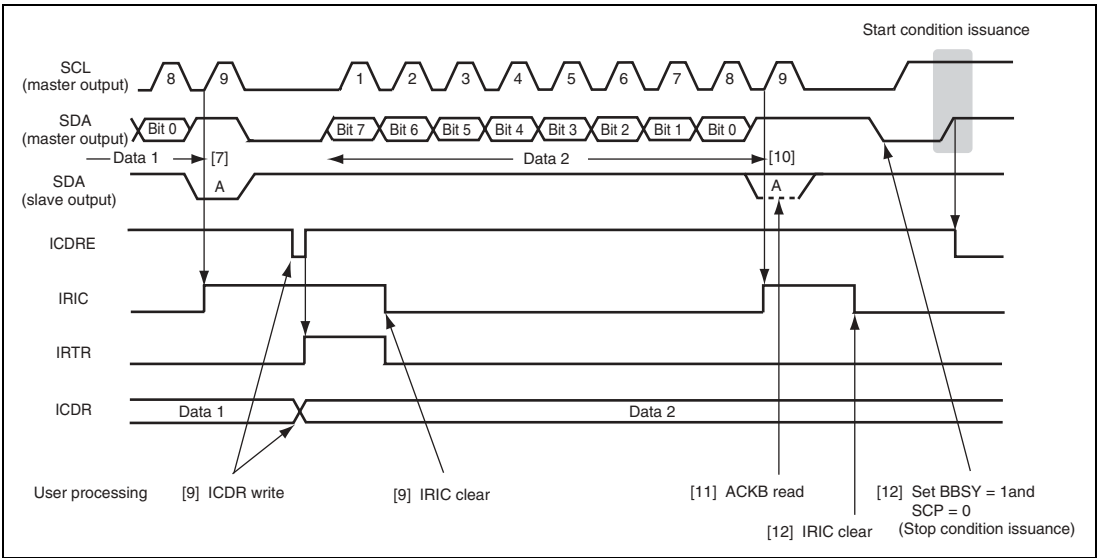 Start condition issuance
SCL
(master output)
8 9 1 2 3 4 5 6 7 8 9
SDA
(master output)
Bit 0 Bit 7 Bit 6 Bit 5 Bit 4 Bit 3 Bit 2 Bit 1 Bit 0
Data 1 [7] Data 2 [10]
SDA
(slave output)
A A
ICDRE
IRIC
IRTR
ICDR
Data 1 Data 2
User processing [9] ICDR write [9] IRIC clear [11] ACKB read [12] Set BBSY = 1and
SCP = 0
(Stop condition issuance)
[12] IRIC clear